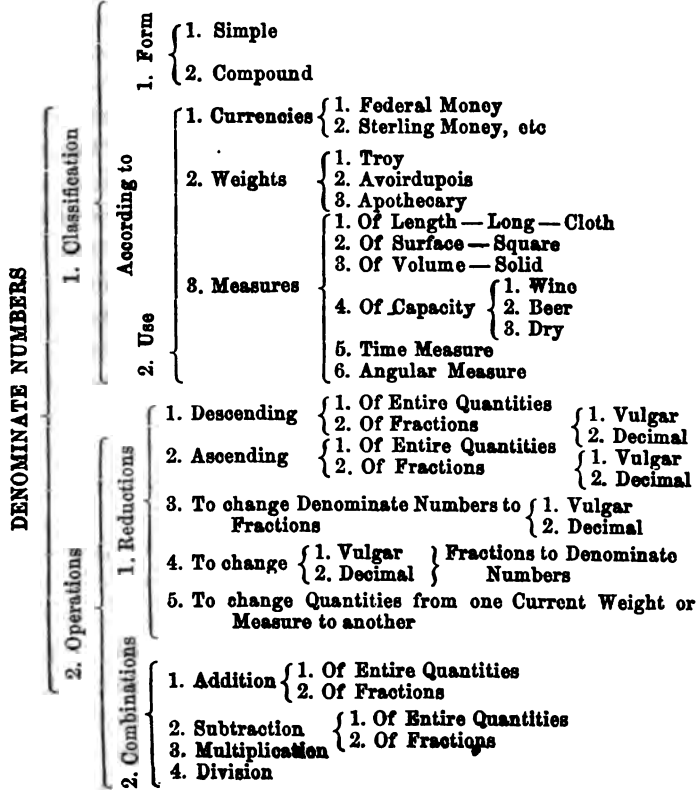 DENOMINATE NUMBERS
1. Classification
According to
1. Form
1. Simple
2. Compound
2. Use
1. Currencies
1. Federal Money
2. Sterling Money, etc
2. Weights
1. Troy
2. Avoirdupois
3. Apothecary
3. Measures
1. Of Length — Long — Cloth
2. Of Surface — Square
3. Of Volume — Solid
4. Of Capacity
1. Wine
2. Beer
3. Dry
5. Time Measure
6. Angular Measure
2. Operations
1. Reductions
1. Descending
1. Of Entire Quantities
2. Of Fractions
1. Vulgar
2. Decimal
2. Ascending
1. Of Entire Quantities
2. Of Fractions
1. Vulgar
2. Decimal
3. To change Denominate Numbers to
Fractions
1. Vulgar
2. Decimal
4. To change
1. Vulgar
2. Decimal
Fractions to Denominate
Numbers
5. To change Quantities from one Current Weight or
Measure to another
2. Combinations
1. Addition
1. Of Entire Quantities
2. Of Fractions
2. Subtraction
3. Multiplication
1. Of Entire Quantities
2. Of Fractions
4. Division